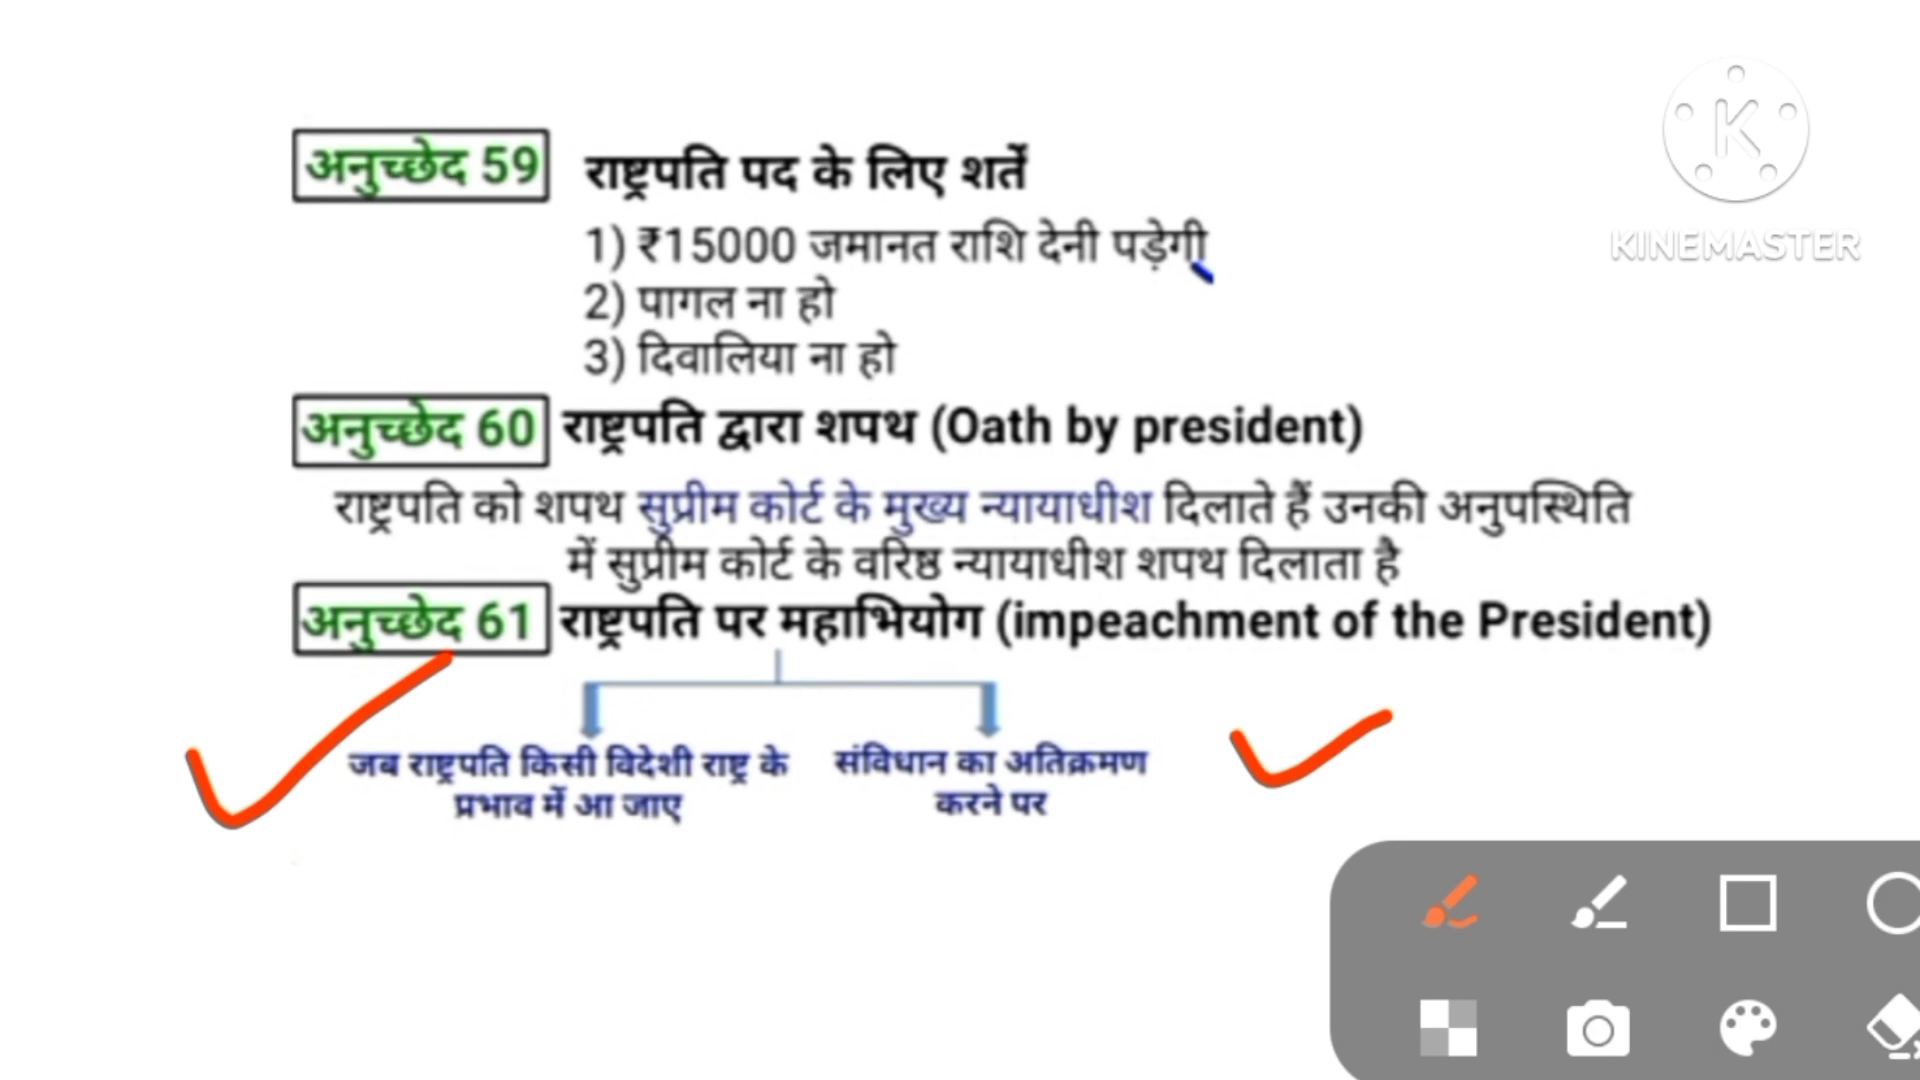 अनुच्छेद 59 राष्ट्रपति पद के लिए शर्ते
1) ₹15000 जमानत राशि देनी पड़ेगी
2) पागल ना हो
3) दिवालिया ना हो
अनुच्छेद 60 राष्ट्रपति द्वारा शपथ (Oath by president)
राष्ट्रपति को शपथ सुप्रीम कोर्ट के मुख्य न्यायाधीश दिलाते हैं उनकी अनुपस्थिति
में सुप्रीम कोर्ट के वरिष्ठ न्यायाधीश शपथ दिलाता है
अनुच्छेद 61 राष्ट्रपति पर महाभियोग (impeachment of the President)
जब राष्ट्रपति किसी विदेशी राष्ट्र के
प्रभाव में आ जाए
संविधान का अतिक्रमण
करने पर
K
KINEMASTER